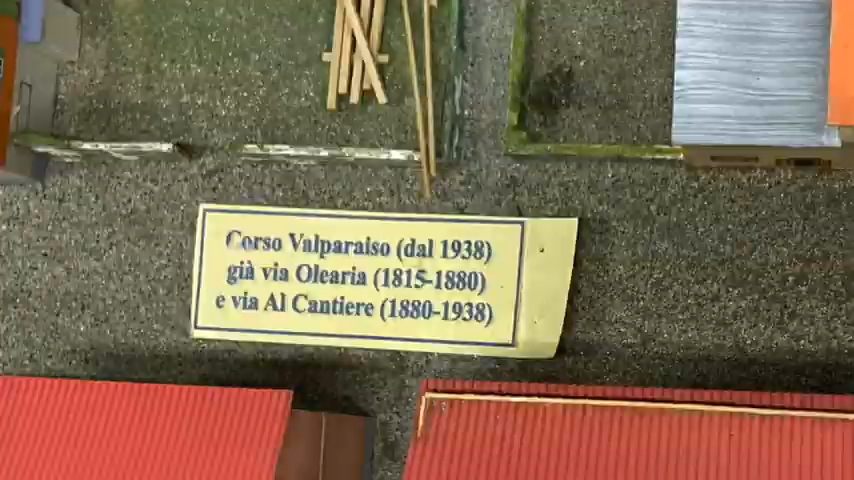 Corso Valparaiso (dal 1938)
già via Olearia (1815-1880)
e via Al Cantiere (1880-1938)